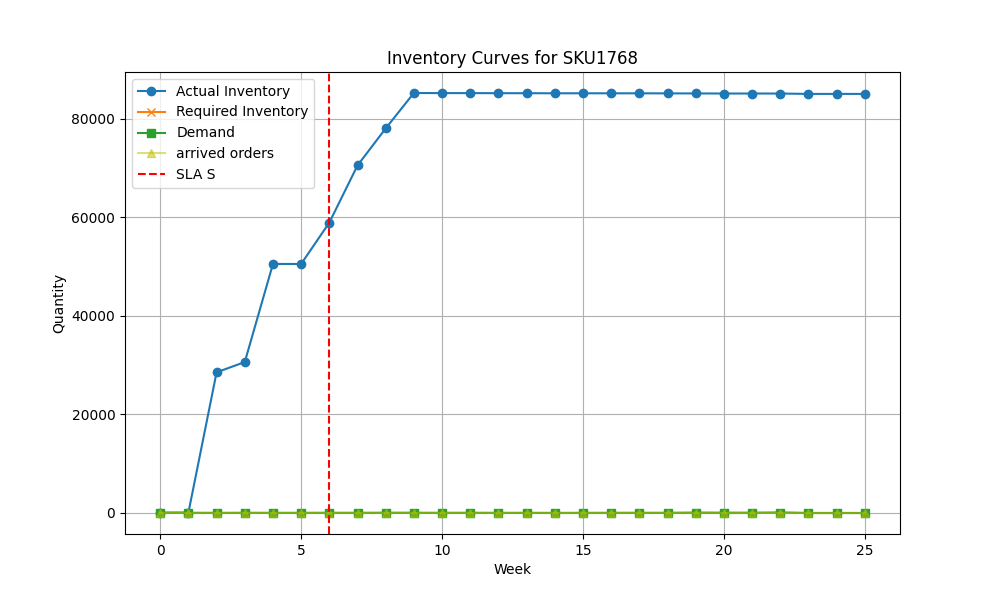 Inventory Curves for SKU1768
Actual Inventory
Required Inventory
Demand
arrived orders
SLA S
80000
60000
40000
20000
0
Quantity
0 5 10 15 20 25
Week